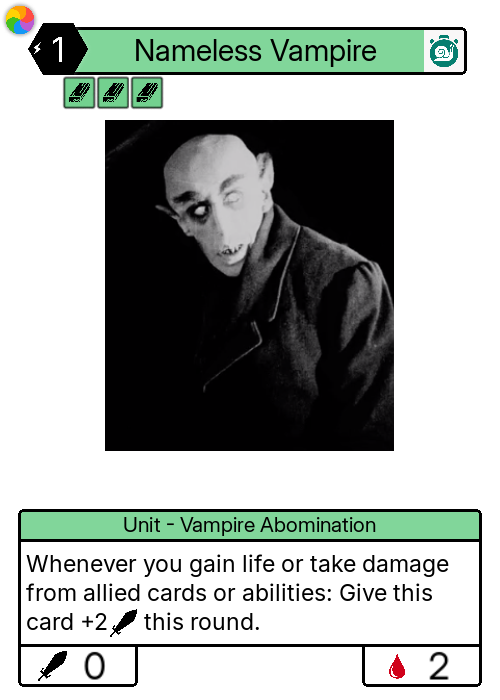 1
Nameless Vampire
Unit - Vampire Abomination
Whenever you gain life or take damage
from allied cards or abilities: Give this
card +2 this round.
0
2